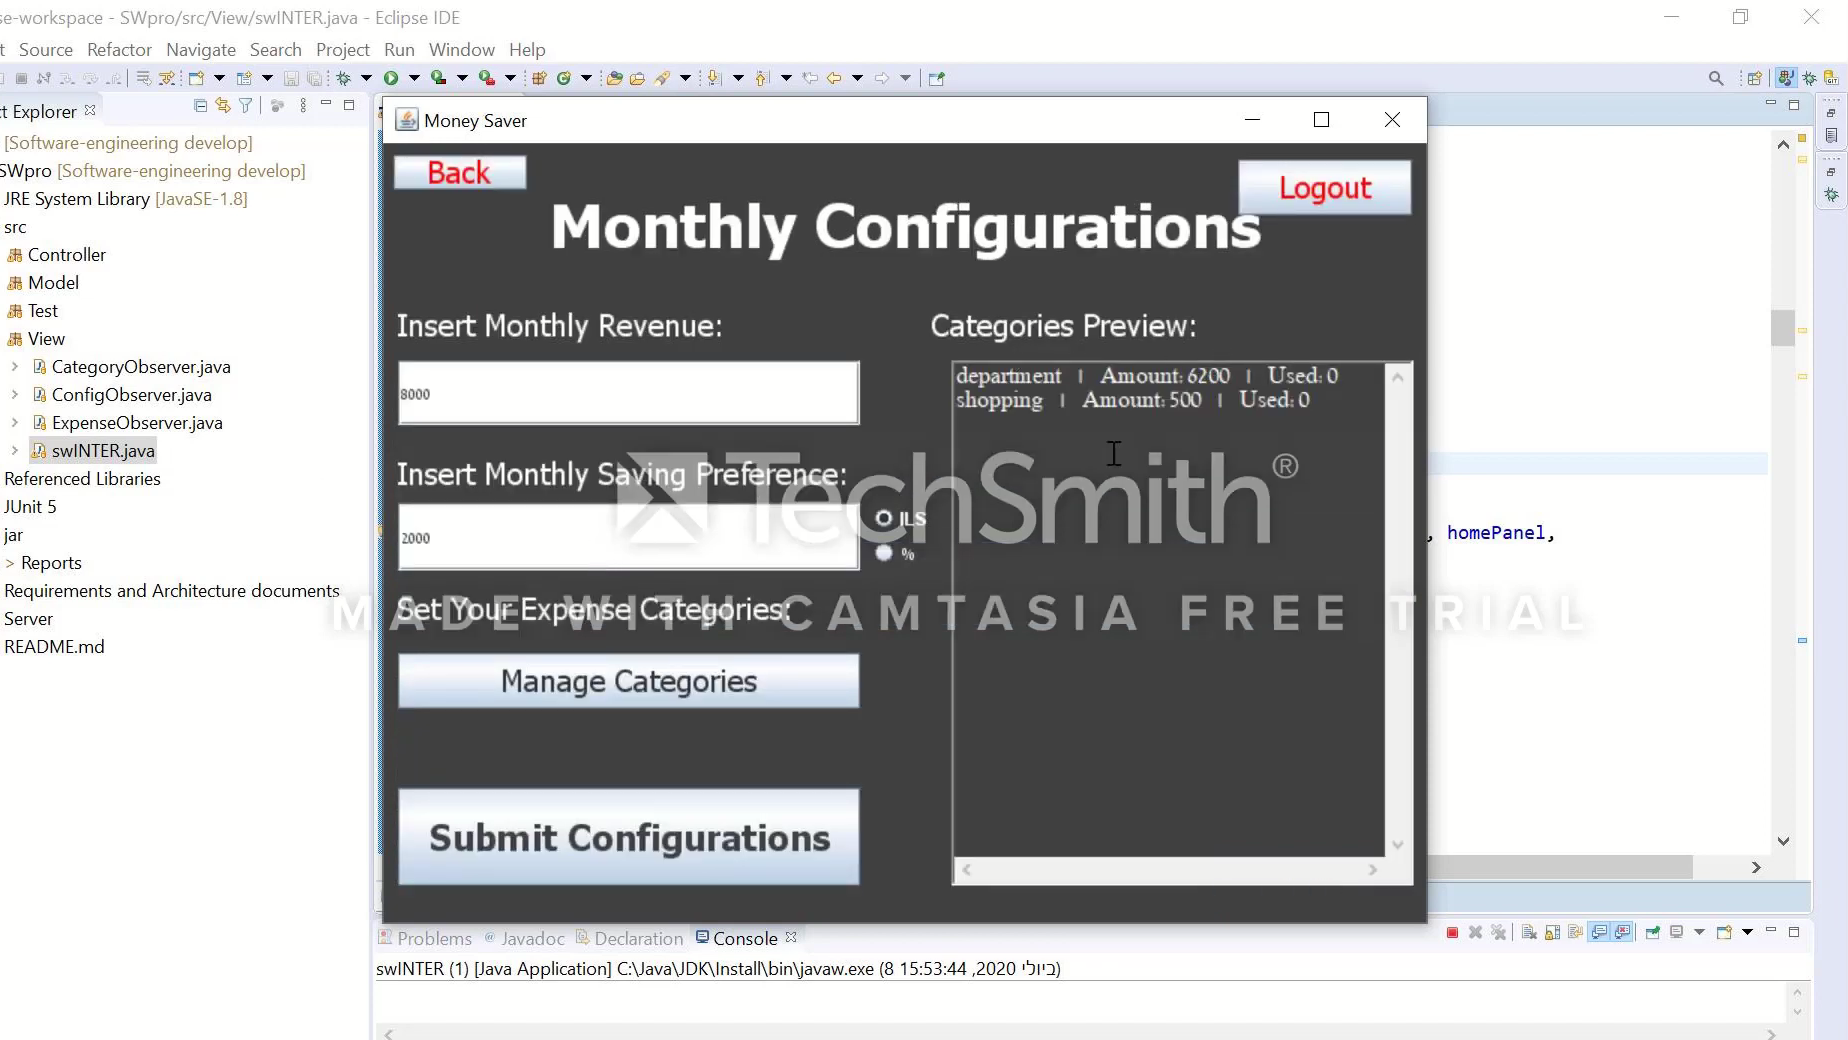 se-workspace - SWpro/src/View/swINTER.java - Eclipse IDE
t Source Refactor Navigate Search Project Run Window Help
ct Explorer
[Software-engineering develop]
SWpro [Software-engineering develop]
JRE System Library [JavaSE-1.8]
src
Controller
Model
Test
View
CategoryObserver.java
ConfigObserver.java
ExpenseObserver.java
swINTER.java
Referenced Libraries
JUnit 5
jar
> Reports
Requirements and Architecture documents
Server
README.md
Money Saver
Back
Logout
Monthly Configurations
Insert Monthly Revenue:
8000
Insert Monthly Saving Preference:
2000
ILS
%
Set Your Expense Categories:
Manage Categories
Submit Configurations
Categories Preview:
department | Amount: 6200 | Used: 0
shopping | Amount: 500 | Used: 0
TechSmith®
MADE WITH CAMTASIA FREE TRIAL
, homePanel,
Problems @ Javadoc Declaration Console
swINTER (1) [Java Application] C:\Java\JDK\Install\bin\javaw.exe (8 ביולי 2020, 15:53:44)